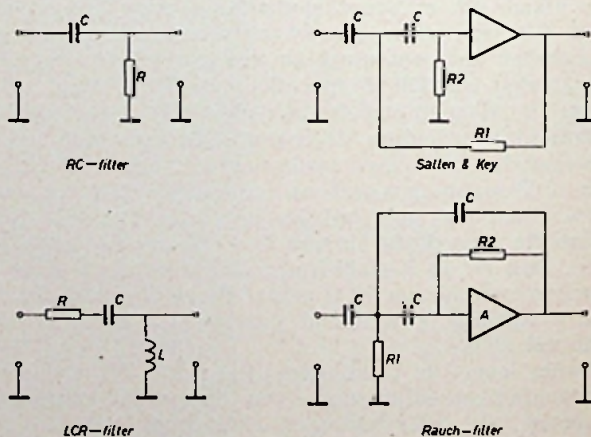 C
R
RC-filter
C
C
R2
R1
Sallen & Key
R
C
L
LCR-filter
C
R2
C
C
A
R1
Rauch-filter